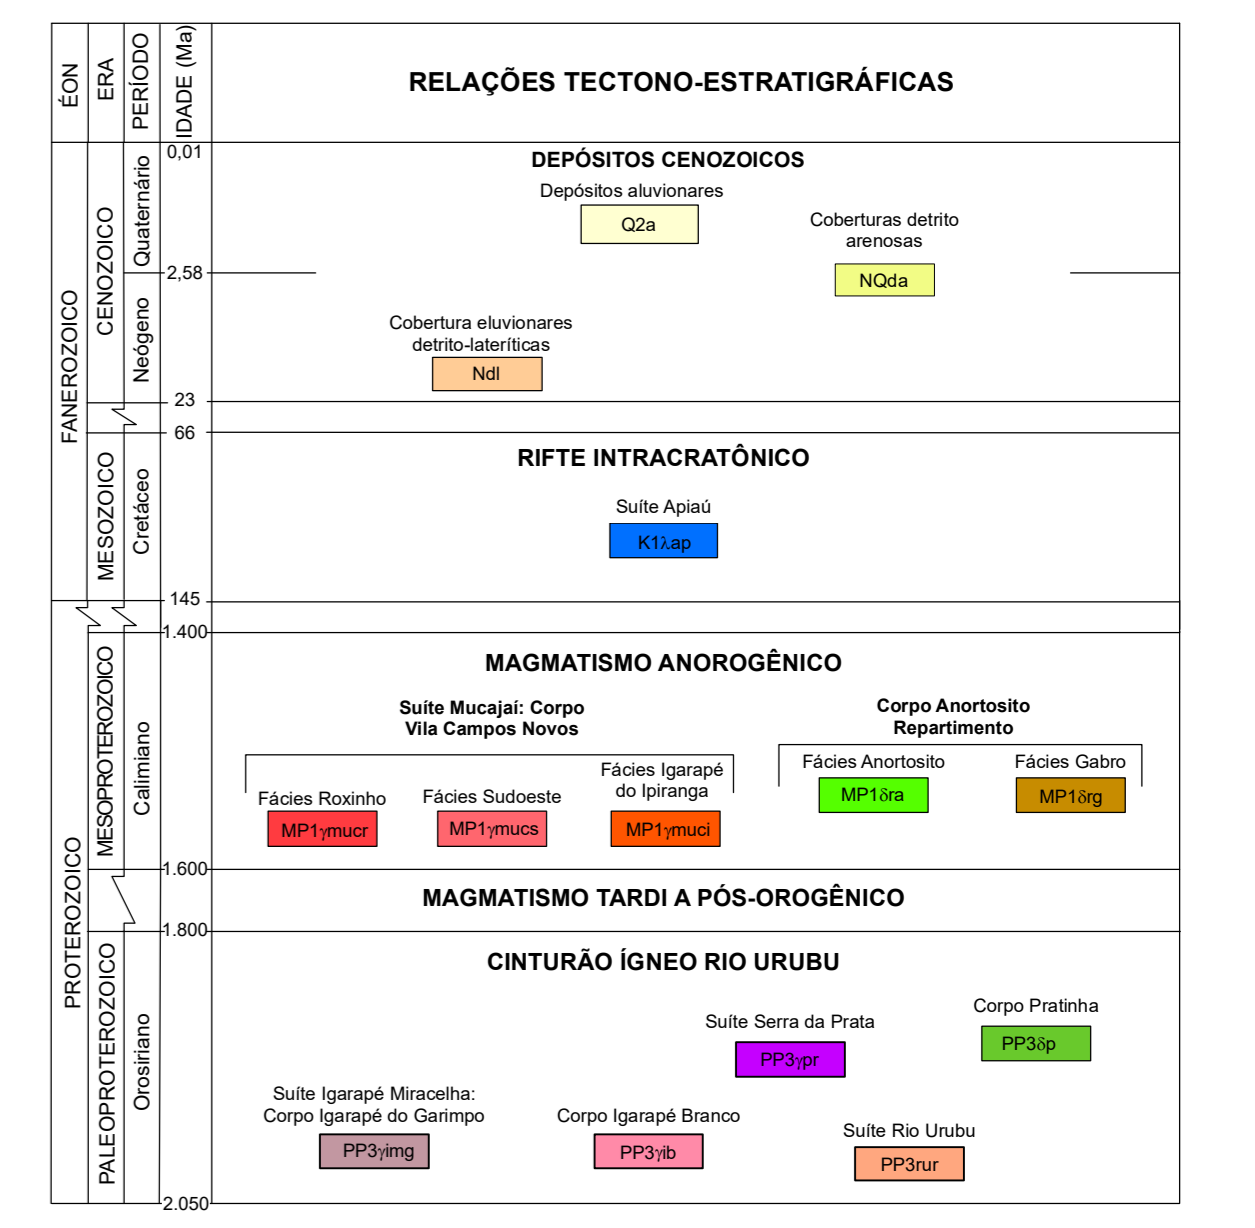 ÉON
ERA
PERÍODO
IDADE (Ma)
RELAÇÕES TECTONO-ESTRATIGRÁFICAS
FANEROZOICO
CENOZOICO
Quaternário
Neógeno
0,01
2,58
23
DEPÓSITOS CENOZOICOS
Depósitos aluvionares
Q2a
Coberturas detrito
arenosas
NQda
Cobertura eluvionares
detrito-lateríticas
Ndl
MESOZOICO
Cretáceo
66
145
RIFTE INTRACRATÔNICO
Suíte Apiaú
K1λap
PROTEROZOICO
MESOPROTEROZOICO
Calimiano
1.400
1.600
MAGMATISMO ANOROGÊNICO
Suíte Mucajaí: Corpo
Vila Campos Novos
Fácies Roxinho
MP1γmucr
Fácies Sudoeste
MP1γmucs
Fácies Igarapé
do Ipiranga
MP1γmuci
Corpo Anortosito
Repartimento
Fácies Anortosito
MP1δra
Fácies Gabro
MP1δrg
MAGMATISMO TARDI A PÓS-OROGÊNICO
PALEOPROTEROZOICO
Orosiriano
1.800
2.050
CINTURÃO ÍGNEO RIO URUBU
Corpo Pratinha
PP3δp
Suíte Serra da Prata
PP3γpr
Suíte Igarapé Miracelha:
Corpo Igarapé do Garimpo
PP3γimg
Corpo Igarapé Branco
PP3γib
Suíte Rio Urubu
PP3rur